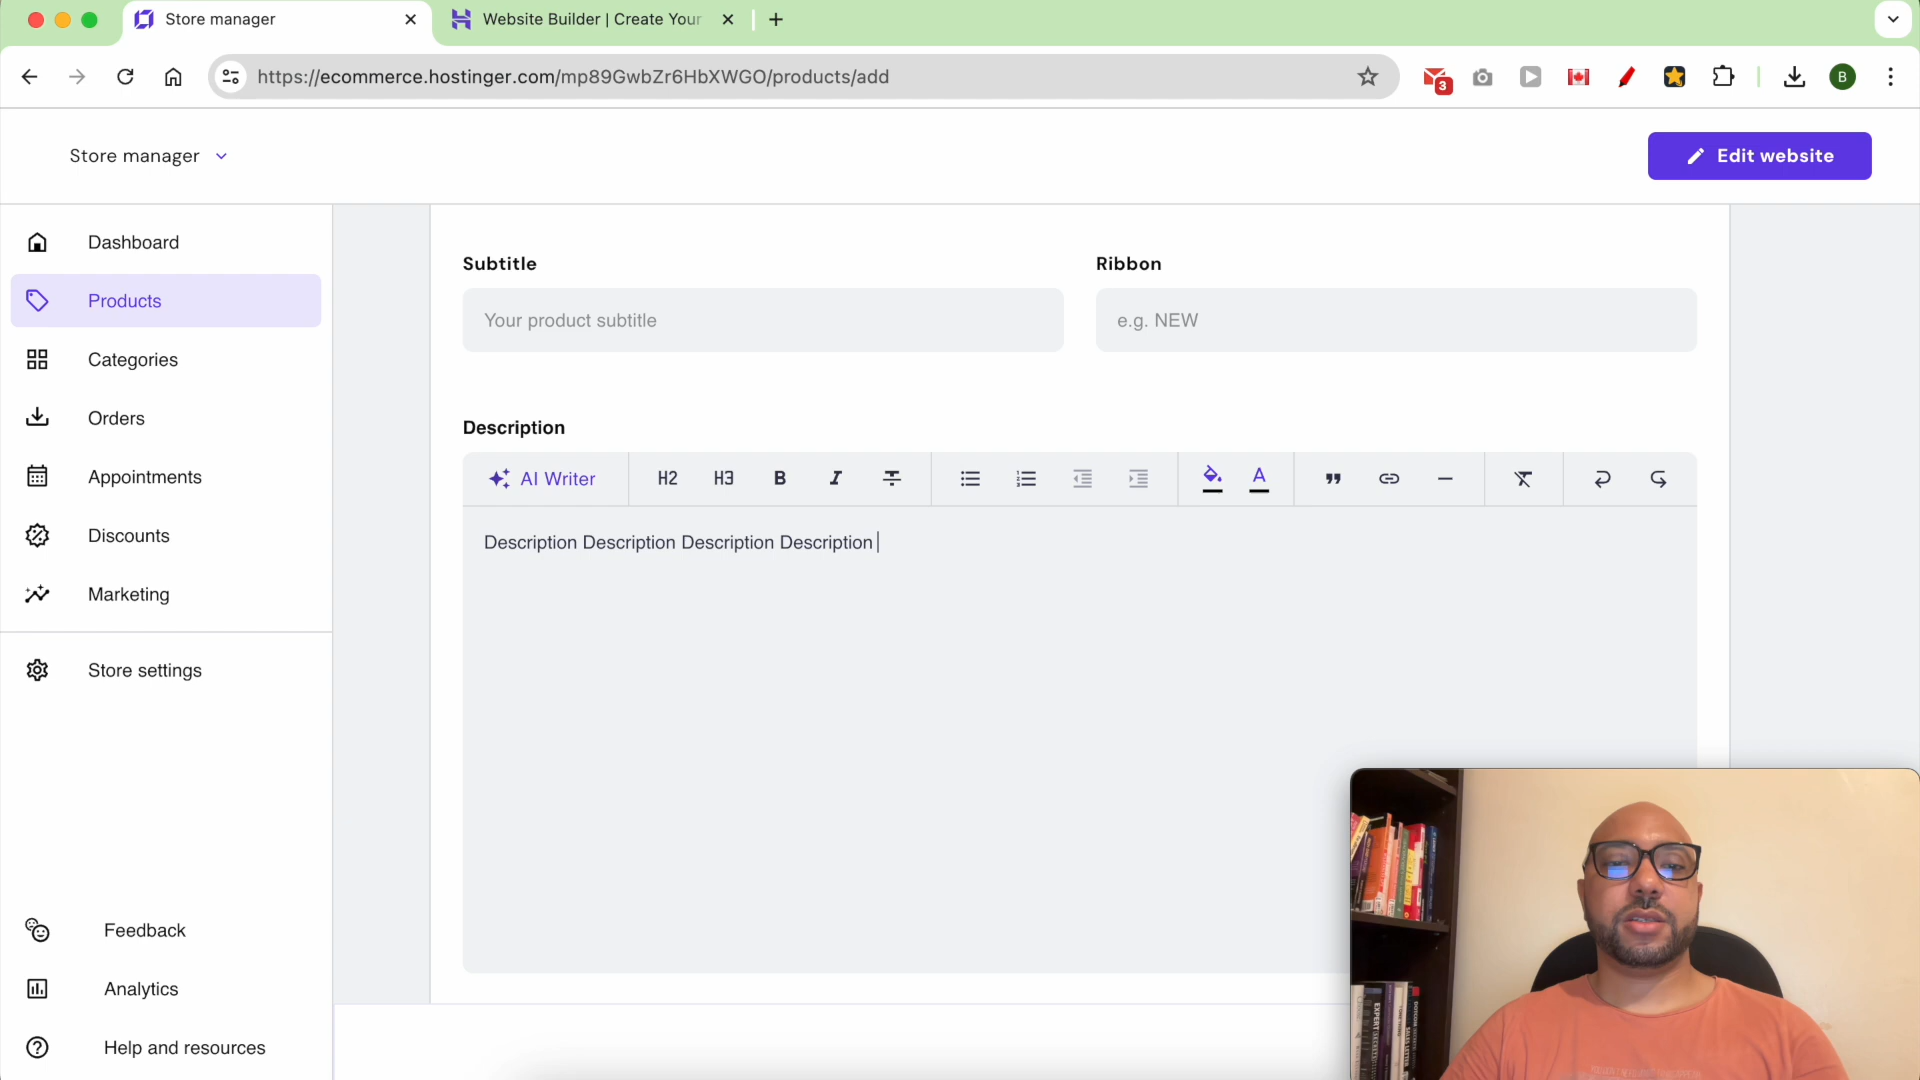 Store manager
Website Builder | Create Your
https://ecommerce.hostinger.com/mp89GwbZr6HbXWGO/products/add
3
B
Store manager
Edit website
Dashboard
Products
Categories
Orders
Appointments
Discounts
Marketing
Store settings
Feedback
Analytics
Help and resources
Subtitle
Ribbon
Your product subtitle
e.g. NEW
Description
AI Writer
H2
H3
B
I
A
Description Description Description Description
EXPERT